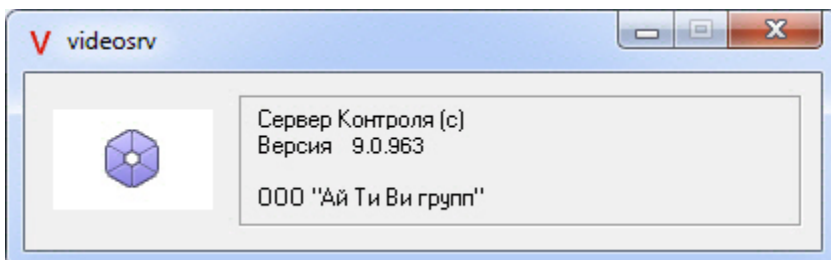 V videosrv
Сервер Контроля (с)
Версия 9.0.963
ООО "Ай Ти Ви групп"